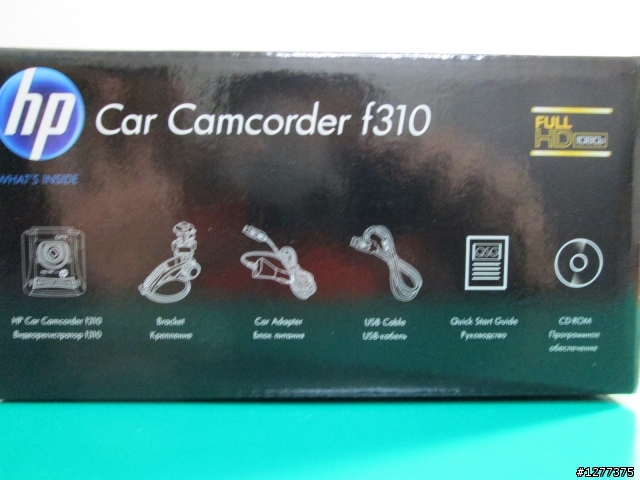 hp
Car Camcorder f310
FULL
HD 1080p
WHAT'S INSIDE
QSG
HP Car Camcorder f310
Видеорегистратор f310
Bracket
Крепление
Car Adapter
Блок питания
USB Cable
USB-кабель
Quick Start Guide
Руководство
CD-ROM
Программное
обеспечение
#1277375